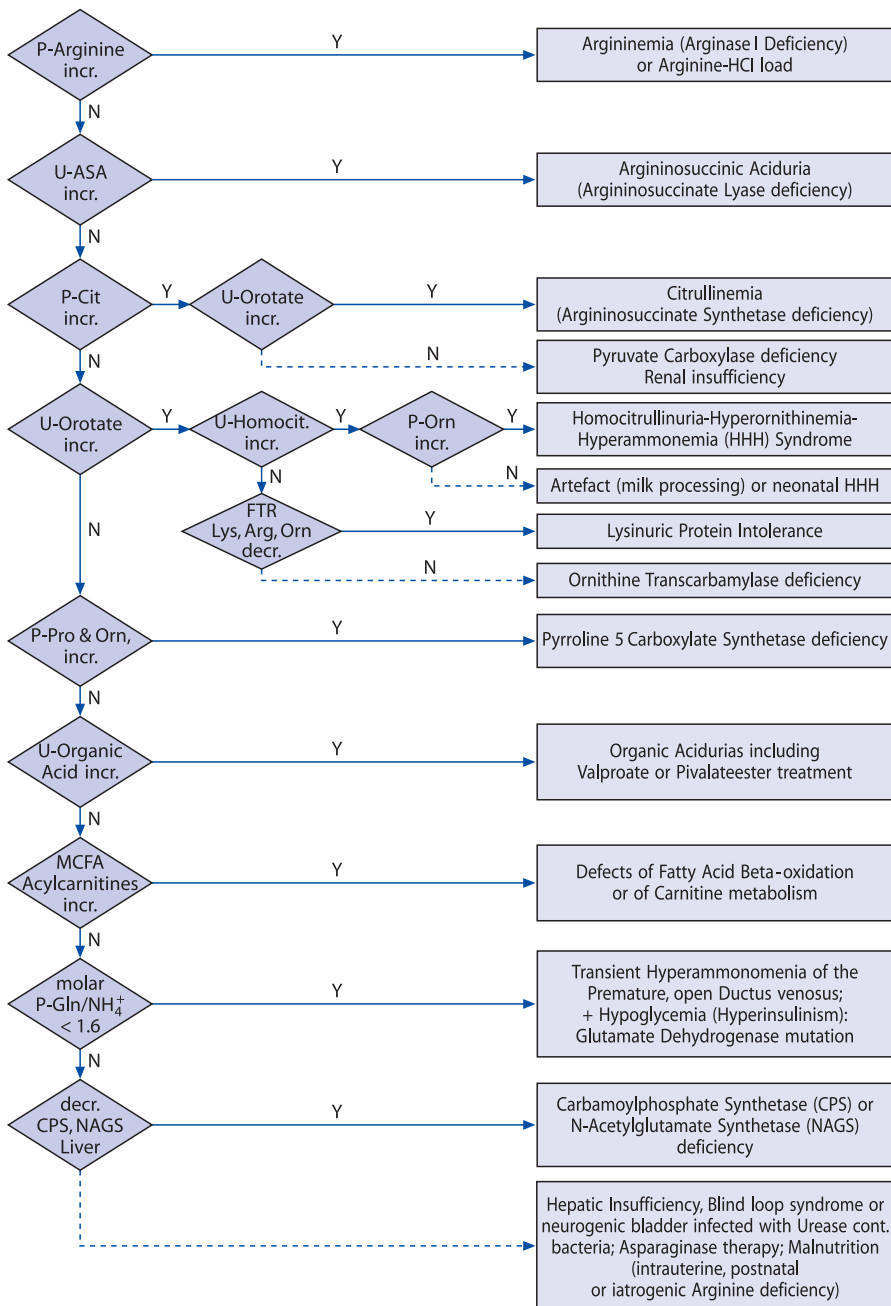 P-Arginine
incr.
Y
Argininemia (Arginase I Deficiency)
or Arginine-HCl load
N
U-ASA
incr.
Y
Argininosuccinic Aciduria
(Argininosuccinate Lyase deficiency)
N
P-Cit
incr.
Y
U-Orotate
incr.
Y
Citrullinemia
(Argininosuccinate Synthetase deficiency)
N
Pyruvate Carboxylase deficiency
Renal insufficiency
N
U-Orotate
incr.
Y
U-Homocit.
incr.
Y
P-Orn
incr.
Y
Homocitrullinuria-Hyperornithinemia-
Hyperammonemia (HHH) Syndrome
N
Artefact (milk processing) or neonatal HHH
N
FTR
Lys, Arg, Orn
decr.
Y
Lysinuric Protein Intolerance
N
Ornithine Transcarbamylase deficiency
N
P-Pro & Orn,
incr.
Y
Pyrroline 5 Carboxylate Synthetase deficiency
N
U-Organic
Acid incr.
Y
Organic Acidurias including
Valproate or Pivalateester treatment
N
MCFA
Acylcarnitines
incr.
Y
Defects of Fatty Acid Beta-oxidation
or of Carnitine metabolism
N
molar
P-Gln/NH₄⁺
< 1.6
Y
Transient Hyperammonomenia of the
Premature, open Ductus venosus;
+ Hypoglycemia (Hyperinsulinism):
Glutamate Dehydrogenase mutation
N
decr.
CPS, NAGS
Liver
Y
Carbamoylphosphate Synthetase (CPS) or
N-Acetylglutamate Synthetase (NAGS)
deficiency
Hepatic Insufficiency, Blind loop syndrome or
neurogenic bladder infected with Urease cont.
bacteria; Asparaginase therapy; Malnutrition
(intrauterine, postnatal
or iatrogenic Arginine deficiency)